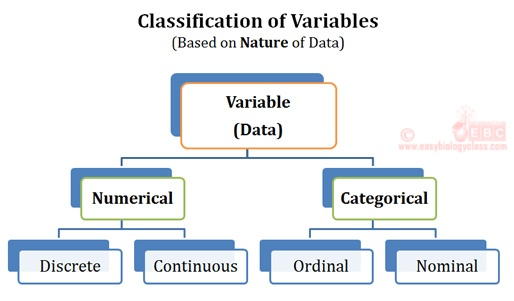 Classification of Variables
(Based on Nature of Data)
Variable
(Data)
© EBC
www.easybiologyclass.com
Numerical
Categorical
Discrete
Continuous
Ordinal
Nominal